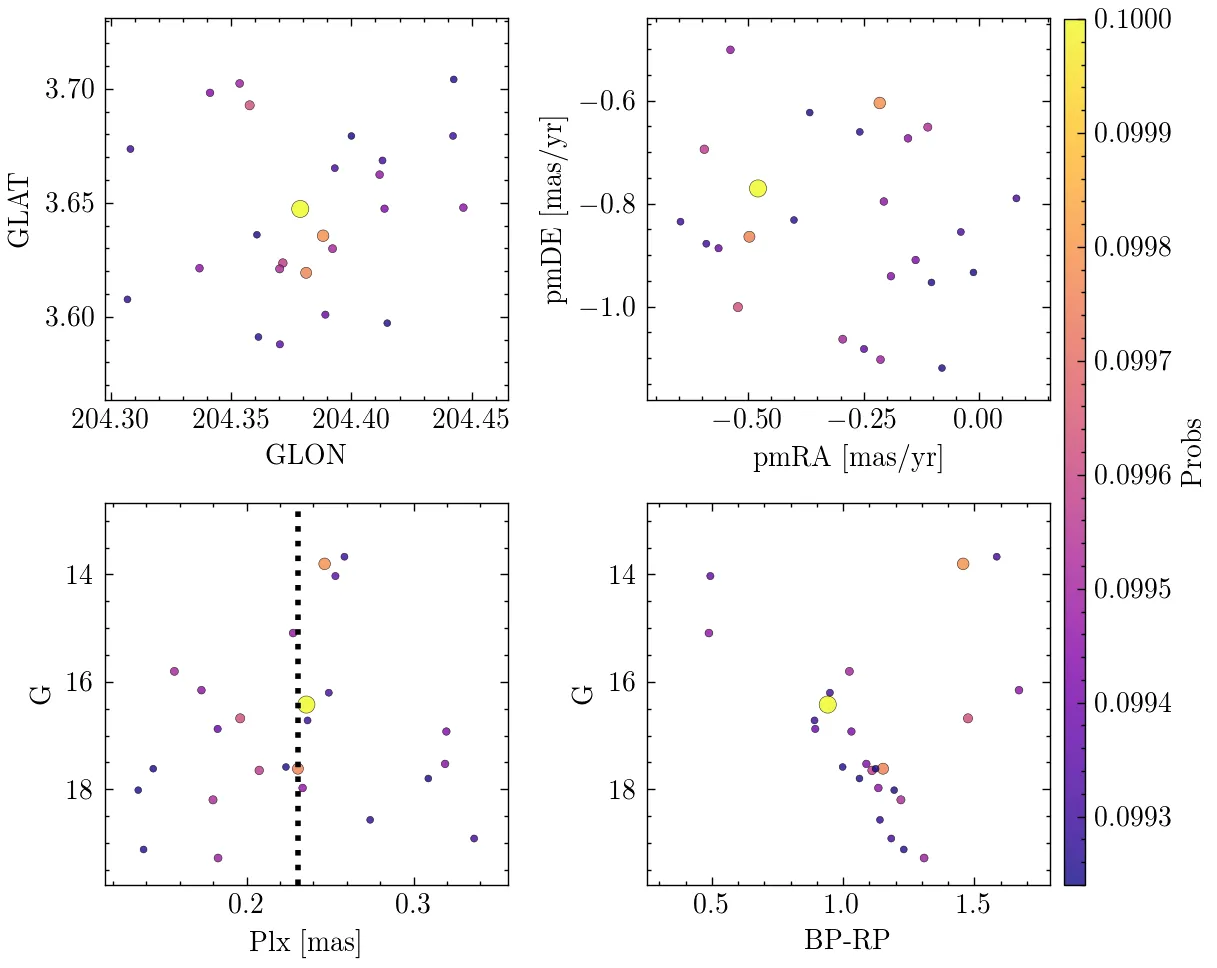 3.70
3.65
3.60
GLAT
204.30 204.35 204.40 204.45
GLON
−0.6
−0.8
−1.0
pmDE [mas/yr]
−0.50 −0.25 0.00
pmRA [mas/yr]
0.1000
0.0999
0.0998
0.0997
0.0996
0.0995
0.0994
0.0993
Probs
14
16
18
G
0.2 0.3
Plx [mas]
14
16
18
G
0.5 1.0 1.5
BP-RP